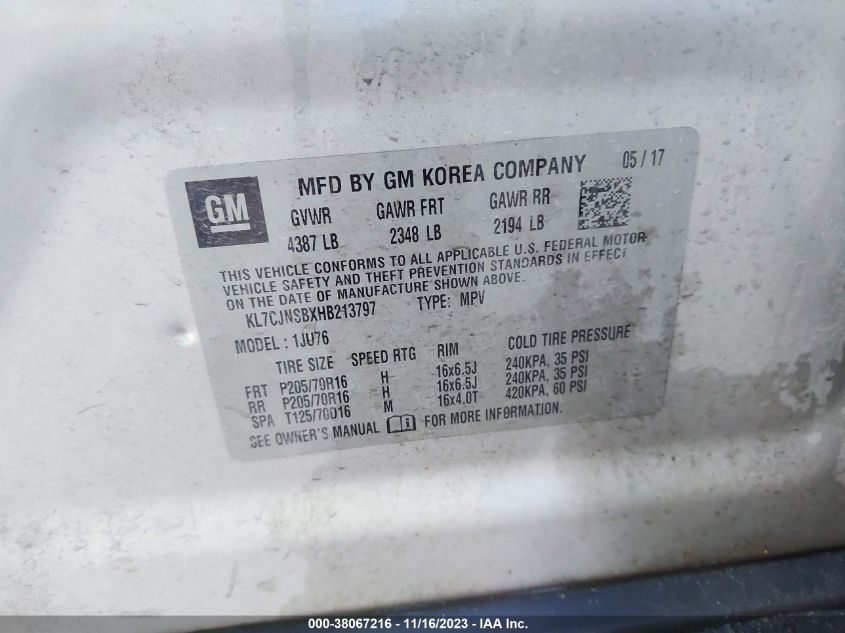 GM
MFD BY GM KOREA COMPANY 05 / 17
GVWR GAWR FRT GAWR RR
4387 LB 2348 LB 2194 LB
THIS VEHICLE CONFORMS TO ALL APPLICABLE U.S. FEDERAL MOTOR
VEHICLE SAFETY AND THEFT PREVENTION STANDARDS IN EFFECT
ON THE DATE OF MANUFACTURE SHOWN ABOVE.
KL7CJNSBXHB213797 TYPE: MPV
MODEL : 1JU76
TIRE SIZE SPEED RTG RIM COLD TIRE PRESSURE
FRT P205/70R16 H 16x6.5J 240KPA, 35 PSI
RR P205/70R16 H 16x6.5J 240KPA, 35 PSI
SPA T125/70D16 M 16x4.0T 420KPA, 60 PSI
SEE OWNER'S MANUAL FOR MORE INFORMATION.
000-38067216 - 11/16/2023 - IAA Inc.